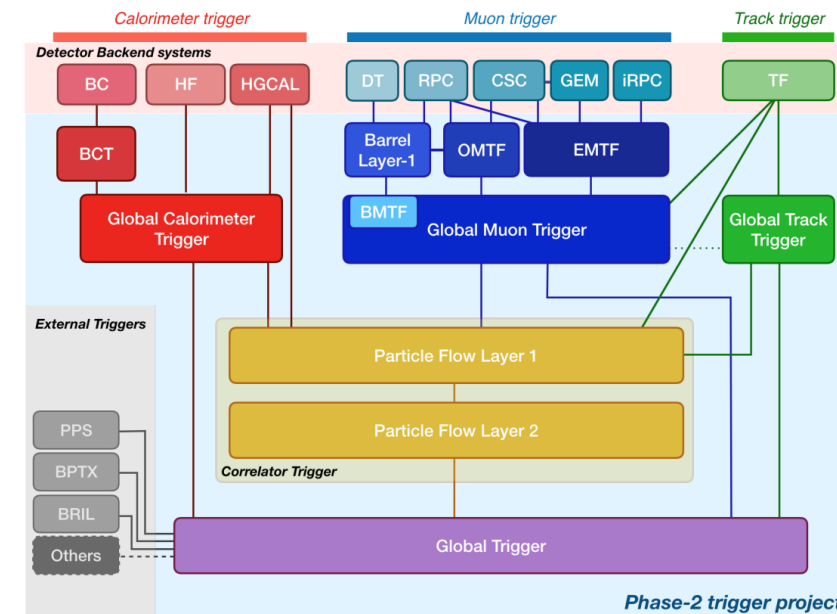 Calorimeter trigger
Muon trigger
Track trigger
Detector Backend systems
BC
HF
HGCAL
DT
RPC
CSC
GEM
iRPC
TF
BCT
Barrel
Layer-1
OMTF
EMTF
Global Calorimeter
Trigger
BMTF
Global Muon Trigger
Global Track
Trigger
External Triggers
Particle Flow Layer 1
Particle Flow Layer 2
Correlator Trigger
PPS
BPTX
BRIL
Others
Global Trigger
Phase-2 trigger project